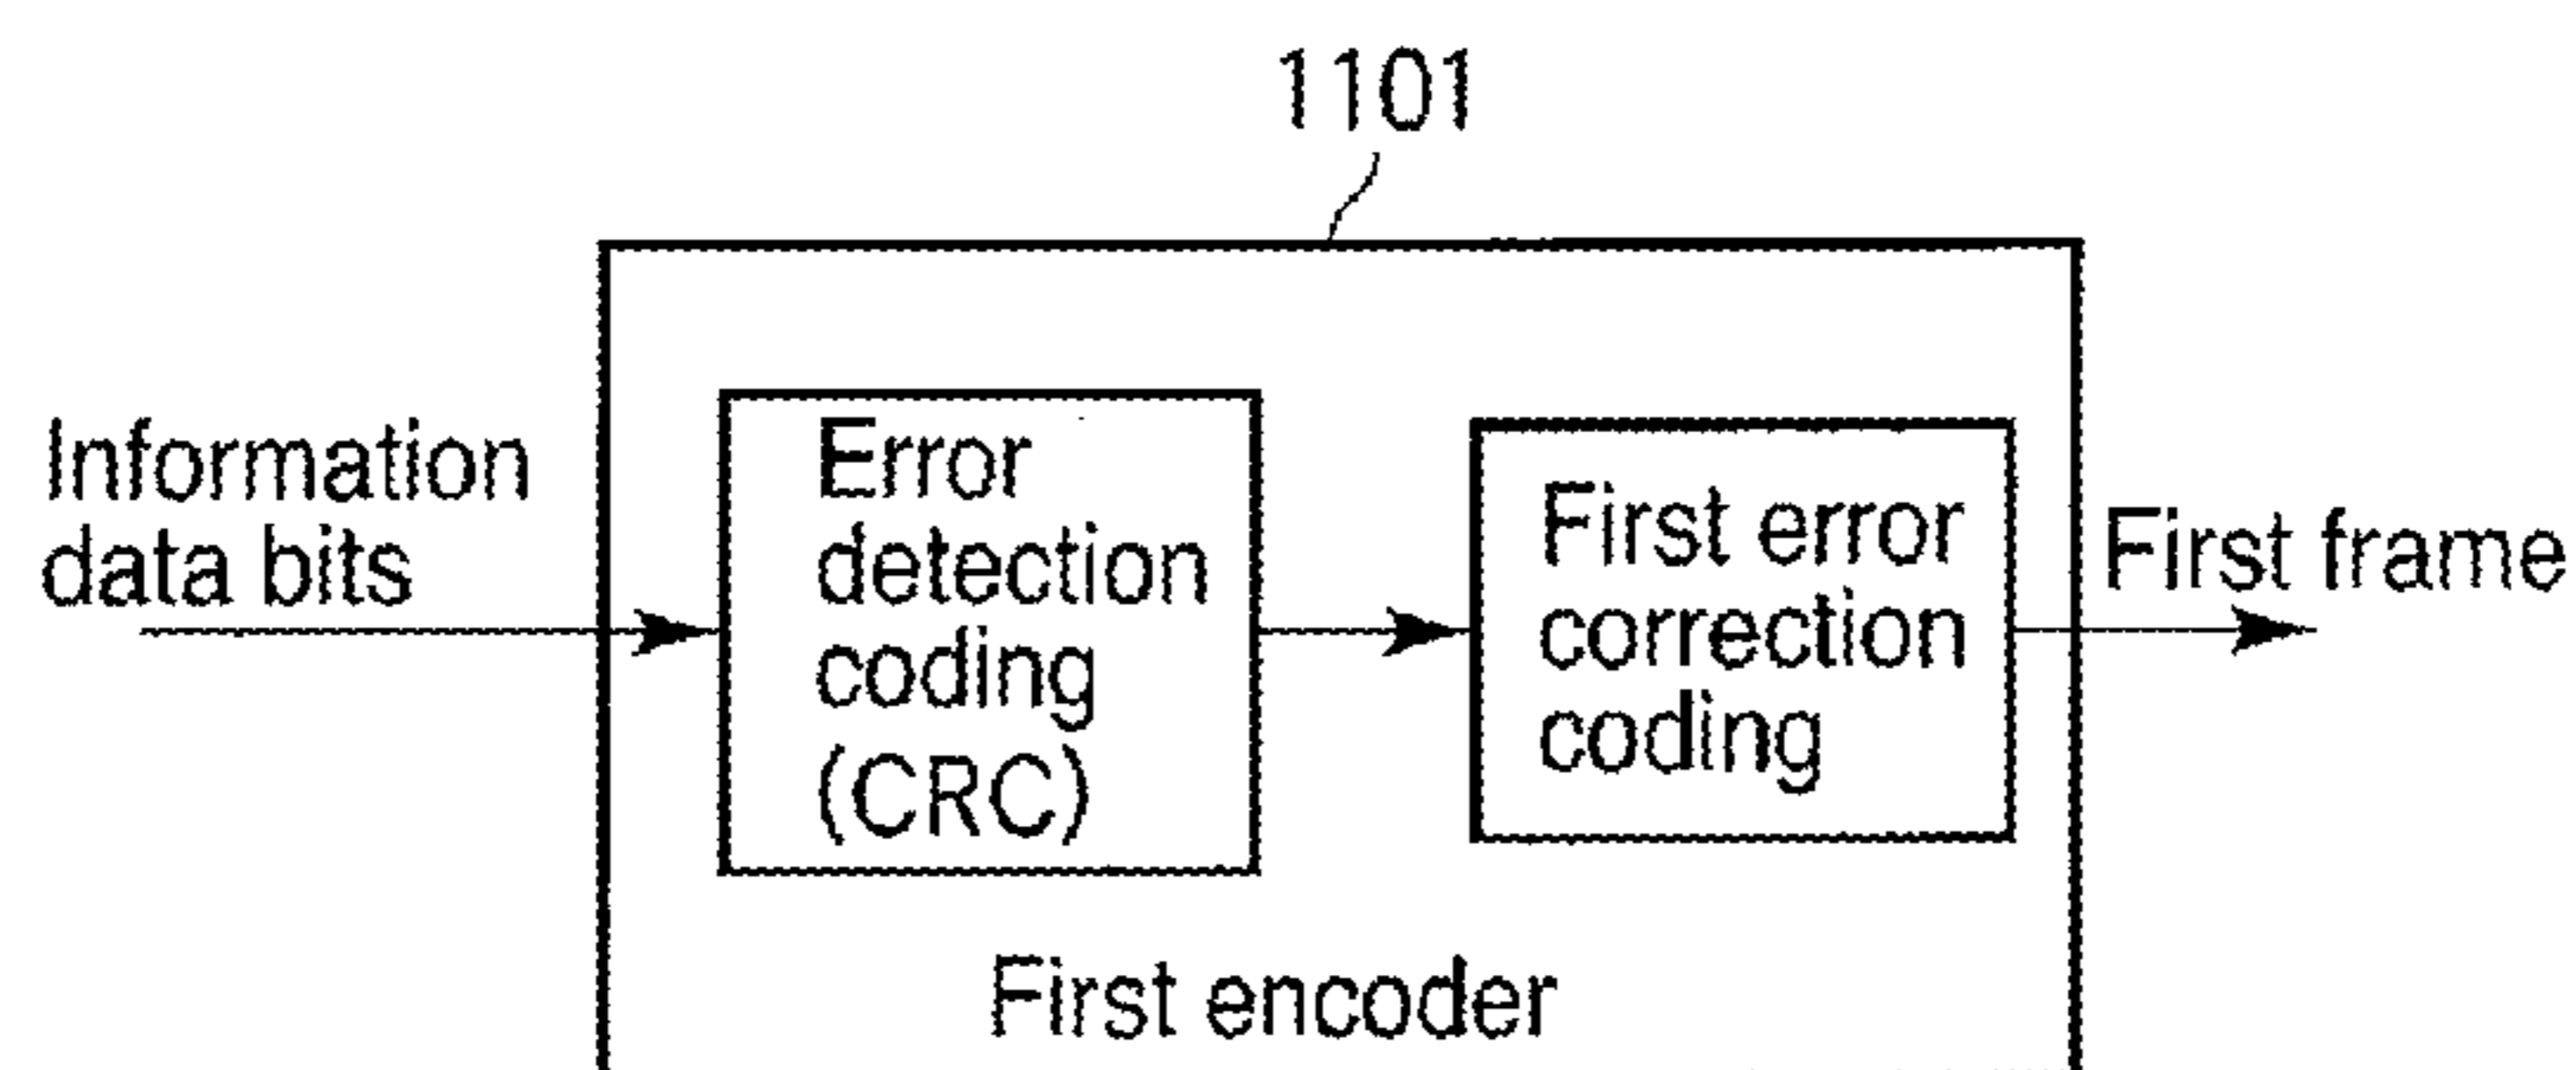 1101
Information
data bits
Error
detection
coding
(CRC)
First error
correction
coding
First frame
First encoder